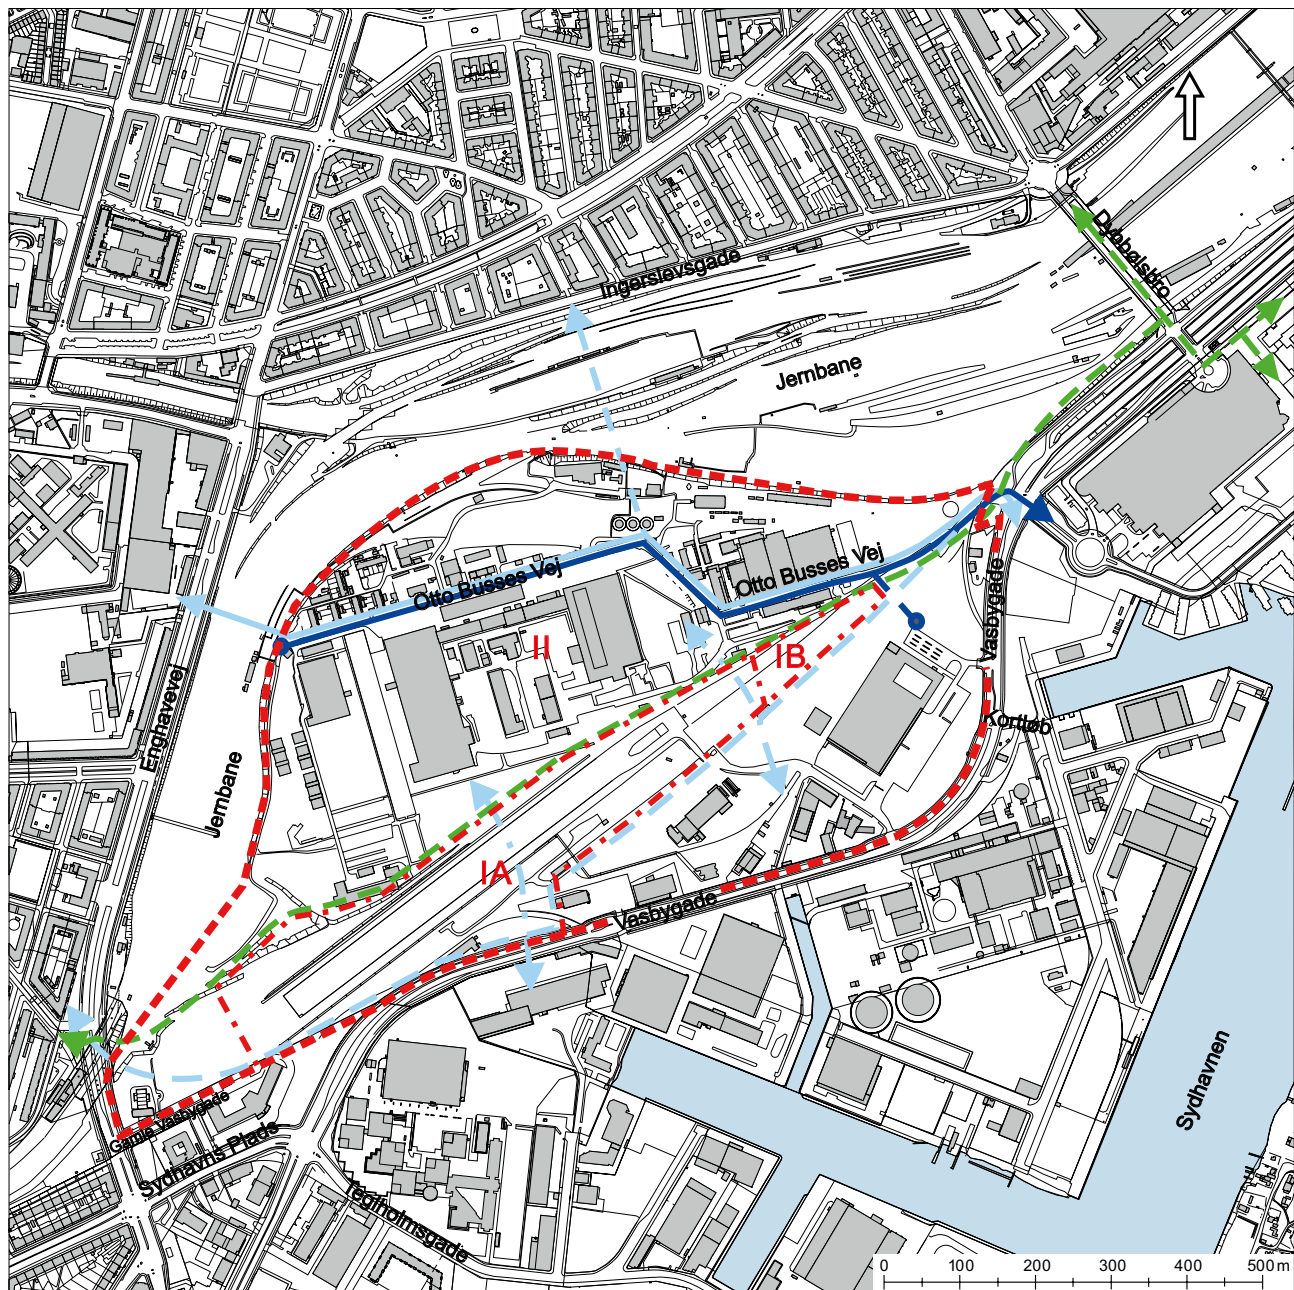 Dybbølsbro
Ingerslevsgade
Jernbane
Otto Busses Vej
Otto Busses Vej
Vasbygade
II
IB
Kortløb
Enghavevej
Jernbane
IA
Vasbygade
Sydhavnen
Gamle Vasbygade
Sydhavns Plads
Teglholmsgade
0 100 200 300 400 500 m